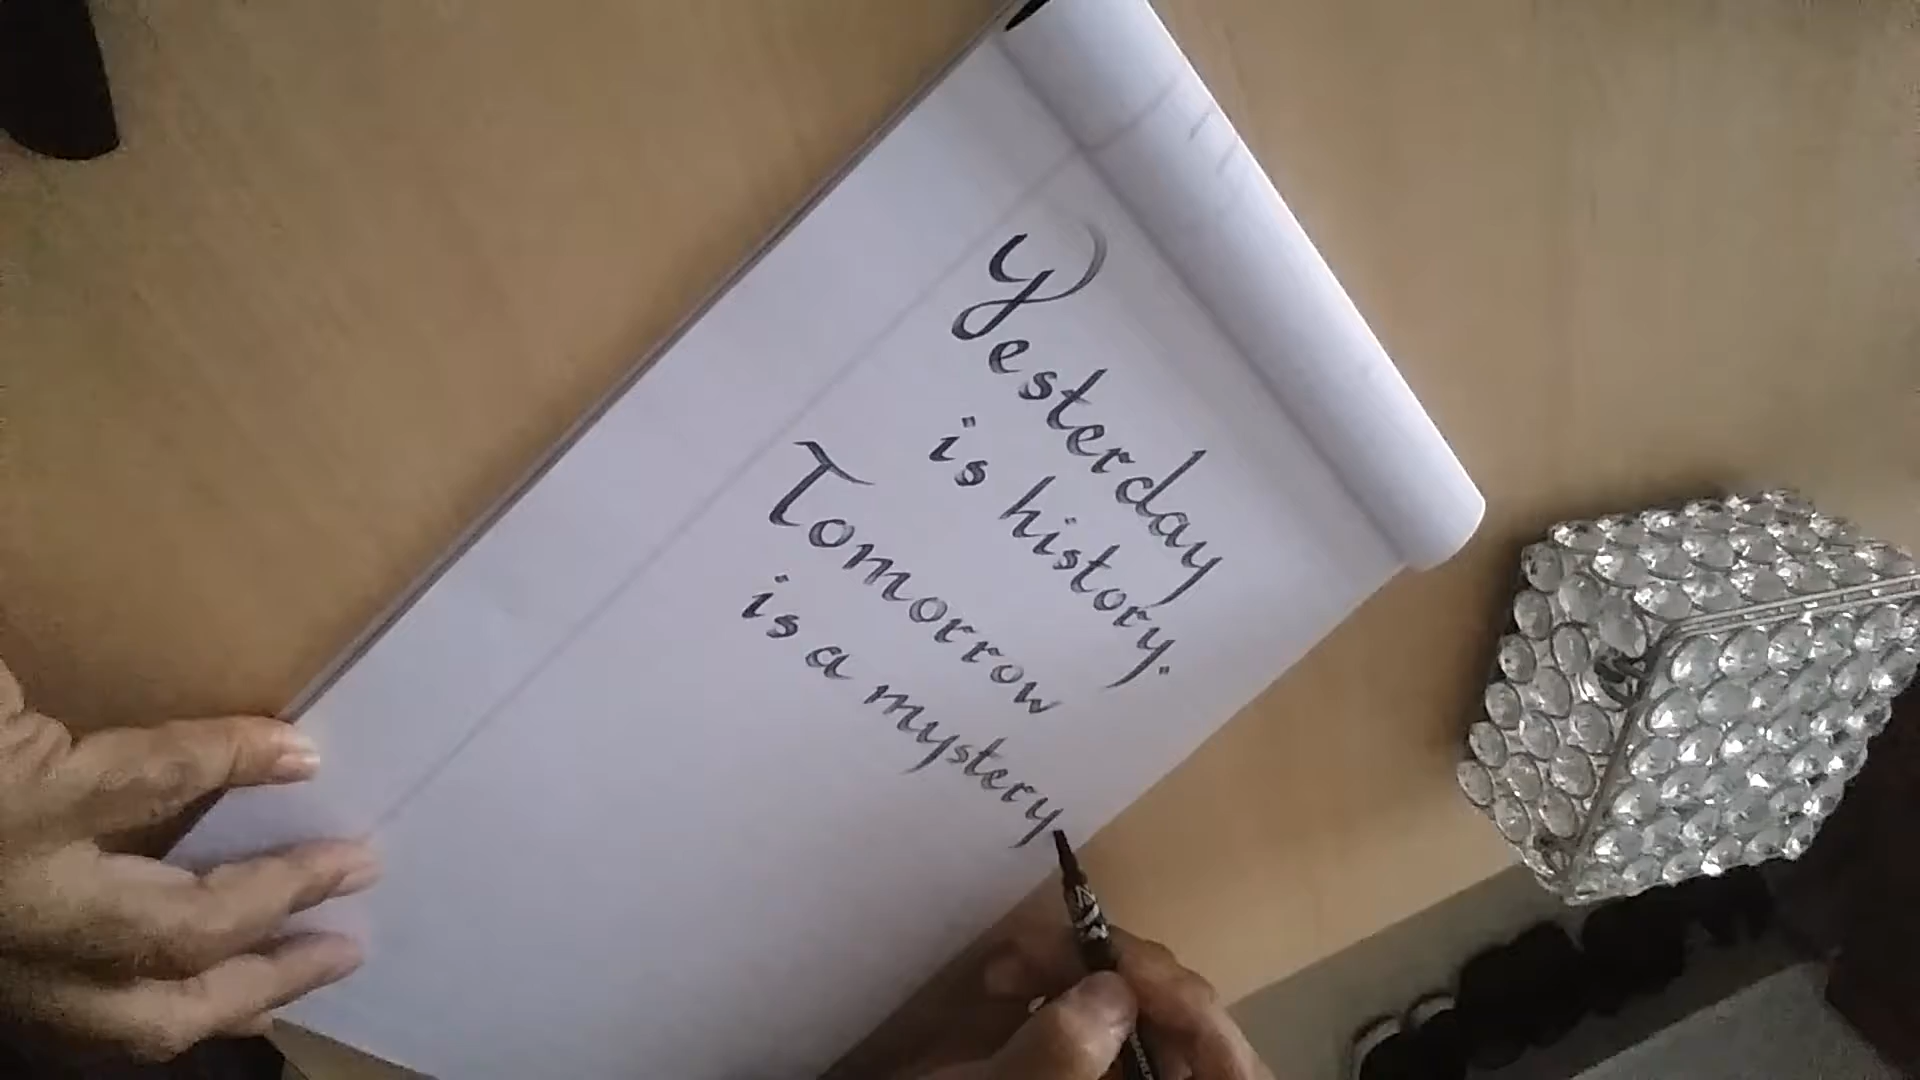 Yesterday
is history.
Tomorrow
is a mystery